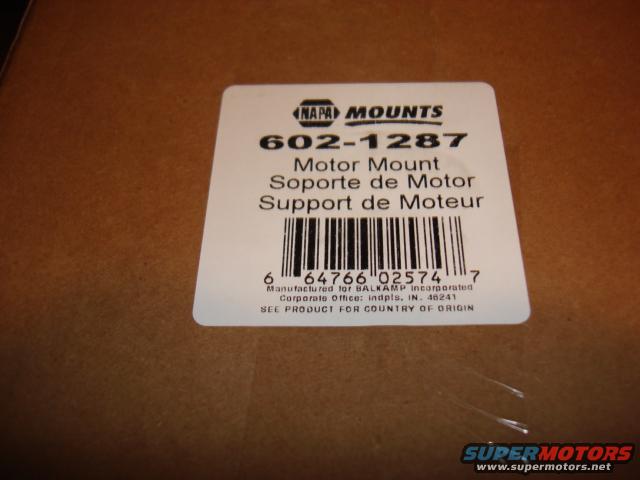 NAPA MOUNTS
602-1287
Motor Mount
Soporte de Motor
Support de Moteur
6 64766 02574 7
Manufactured for BALKAMP Incorporated
Corporate Office: Indpls, IN. 46241
SEE PRODUCT FOR COUNTRY OF ORIGIN
SUPERMOTORS
www.supermotors.net